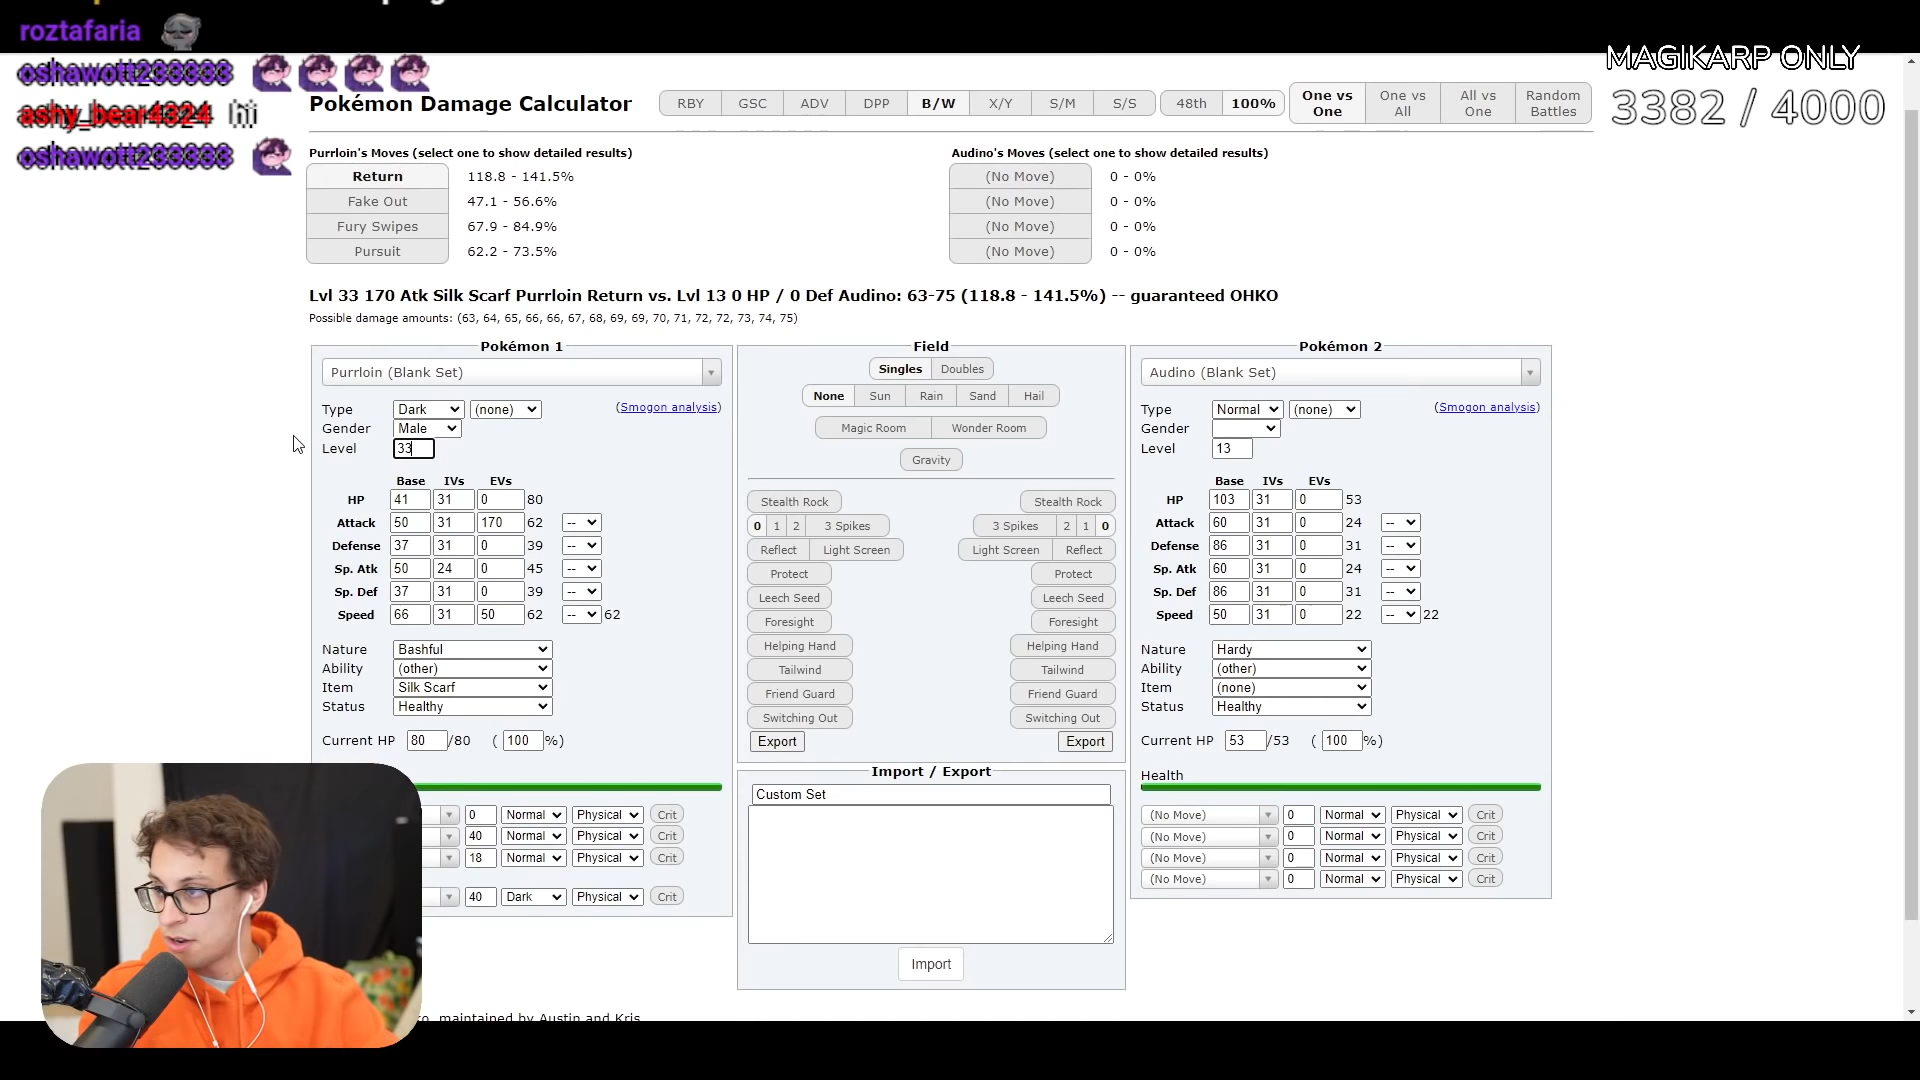 roztafaria
oshawott233333
ashy_bear4324 hi
oshawott233333
MAGIKARP ONLY
3382 / 4000
Pokémon Damage Calculator
RBY GSC ADV DPP B/W X/Y S/M S/S 48th 100% One vs One One vs All All vs One Random Battles
Purrloin's Moves (select one to show detailed results)
Return 118.8 - 141.5%
Fake Out 47.1 - 56.6%
Fury Swipes 67.9 - 84.9%
Pursuit 62.2 - 73.5%
Audino's Moves (select one to show detailed results)
(No Move) 0 - 0%
(No Move) 0 - 0%
(No Move) 0 - 0%
(No Move) 0 - 0%
Lvl 33 170 Atk Silk Scarf Purrloin Return vs. Lvl 13 0 HP / 0 Def Audino: 63-75 (118.8 - 141.5%) -- guaranteed OHKO
Possible damage amounts: (63, 64, 65, 66, 66, 67, 68, 69, 69, 70, 71, 72, 72, 73, 74, 75)
Pokémon 1
Purrloin (Blank Set)
Type Dark (none) (Smogon analysis)
Gender Male
Level 33
Base IVs EVs
HP 41 31 0 80
Attack 50 31 170 62 --
Defense 37 31 0 39 --
Sp. Atk 50 24 0 45 --
Sp. Def 37 31 0 39 --
Speed 66 31 50 62 -- 62
Nature Bashful
Ability (other)
Item Silk Scarf
Status Healthy
Current HP 80 /80 ( 100 %)
0 Normal Physical Crit
40 Normal Physical Crit
18 Normal Physical Crit
40 Dark Physical Crit
Field
Singles Doubles
None Sun Rain Sand Hail
Magic Room Wonder Room
Gravity
Stealth Rock Stealth Rock
0 1 2 3 Spikes 3 Spikes 2 1 0
Reflect Light Screen Light Screen Reflect
Protect Protect
Leech Seed Leech Seed
Foresight Foresight
Helping Hand Helping Hand
Tailwind Tailwind
Friend Guard Friend Guard
Switching Out Switching Out
Export Export
Import / Export
Custom Set
Import
Pokémon 2
Audino (Blank Set)
Type Normal (none) (Smogon analysis)
Gender
Level 13
Base IVs EVs
HP 103 31 0 53
Attack 60 31 0 24 --
Defense 86 31 0 31 --
Sp. Atk 60 31 0 24 --
Sp. Def 86 31 0 31 --
Speed 50 31 0 22 -- 22
Nature Hardy
Ability (other)
Item (none)
Status Healthy
Current HP 53 /53 ( 100 %)
Health
(No Move) 0 Normal Physical Crit
(No Move) 0 Normal Physical Crit
(No Move) 0 Normal Physical Crit
(No Move) 0 Normal Physical Crit
maintained by Austin and Kris